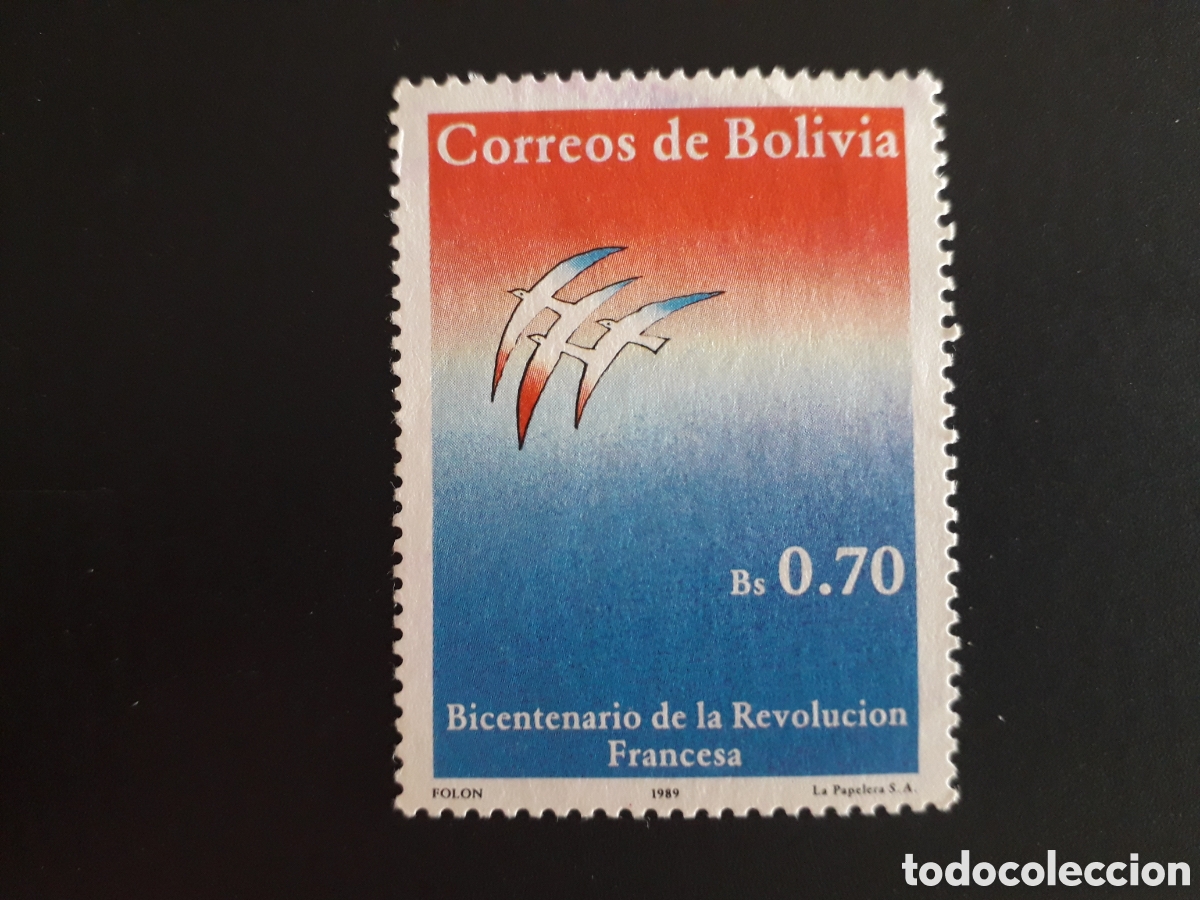 Correos de Bolivia
Bs 0.70
Bicentenario de la Revolucion
Francesa
FOLON 1989 La Papelera S.A.
todocoleccion